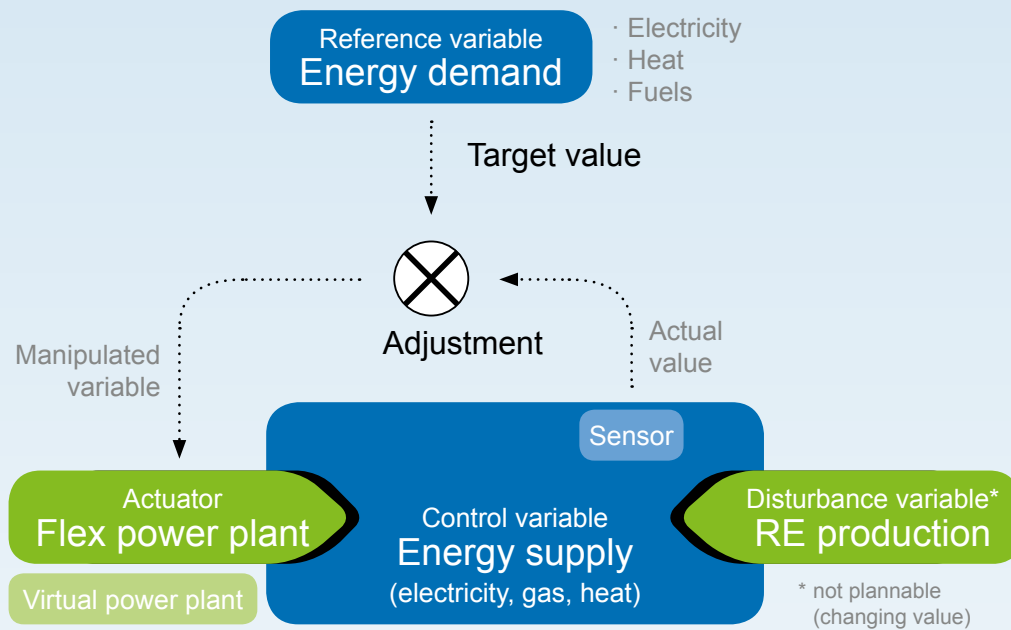 Reference variable
Energy demand
· Electricity
· Heat
· Fuels
Target value
Adjustment
Manipulated
variable
Actual
value
Sensor
Actuator
Flex power plant
Virtual power plant
Control variable
Energy supply
(electricity, gas, heat)
Disturbance variable*
RE production
* not plannable
(changing value)